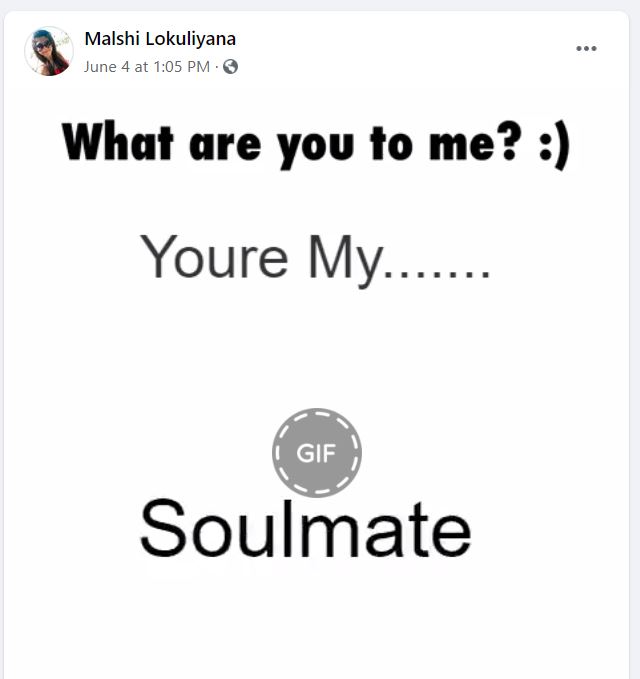 Malshi Lokuliyana
June 4 at 1:05 PM ·
What are you to me? :)
Youre My.......
GIF
Soulmate